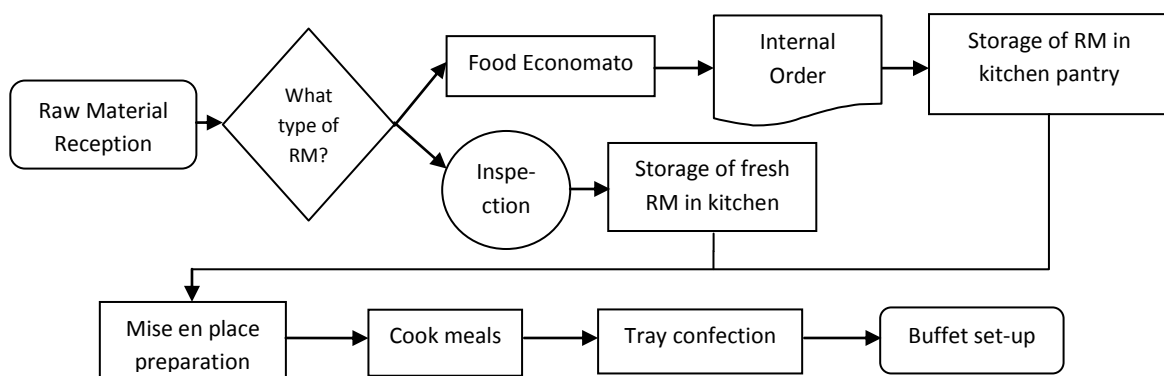 Raw Material
Reception
What
type of
RM?
Food Economato
Internal
Order
Storage of RM in
kitchen pantry
Inspe-
ction
Storage of fresh
RM in kitchen
Mise en place
preparation
Cook meals
Tray confection
Buffet set-up